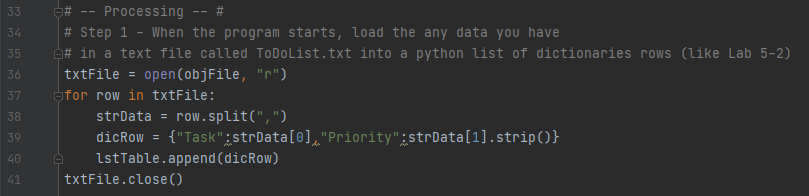 33 # -- Processing -- #
34 # Step 1 - When the program starts, load the any data you have
35 # in a text file called ToDoList.txt into a python list of dictionaries rows (like Lab 5-2)
36 txtFile = open(objFile, "r")
37 for row in txtFile:
38     strData = row.split(",")
39     dicRow = {"Task":strData[0],"Priority":strData[1].strip()}
40     lstTable.append(dicRow)
41 txtFile.close()